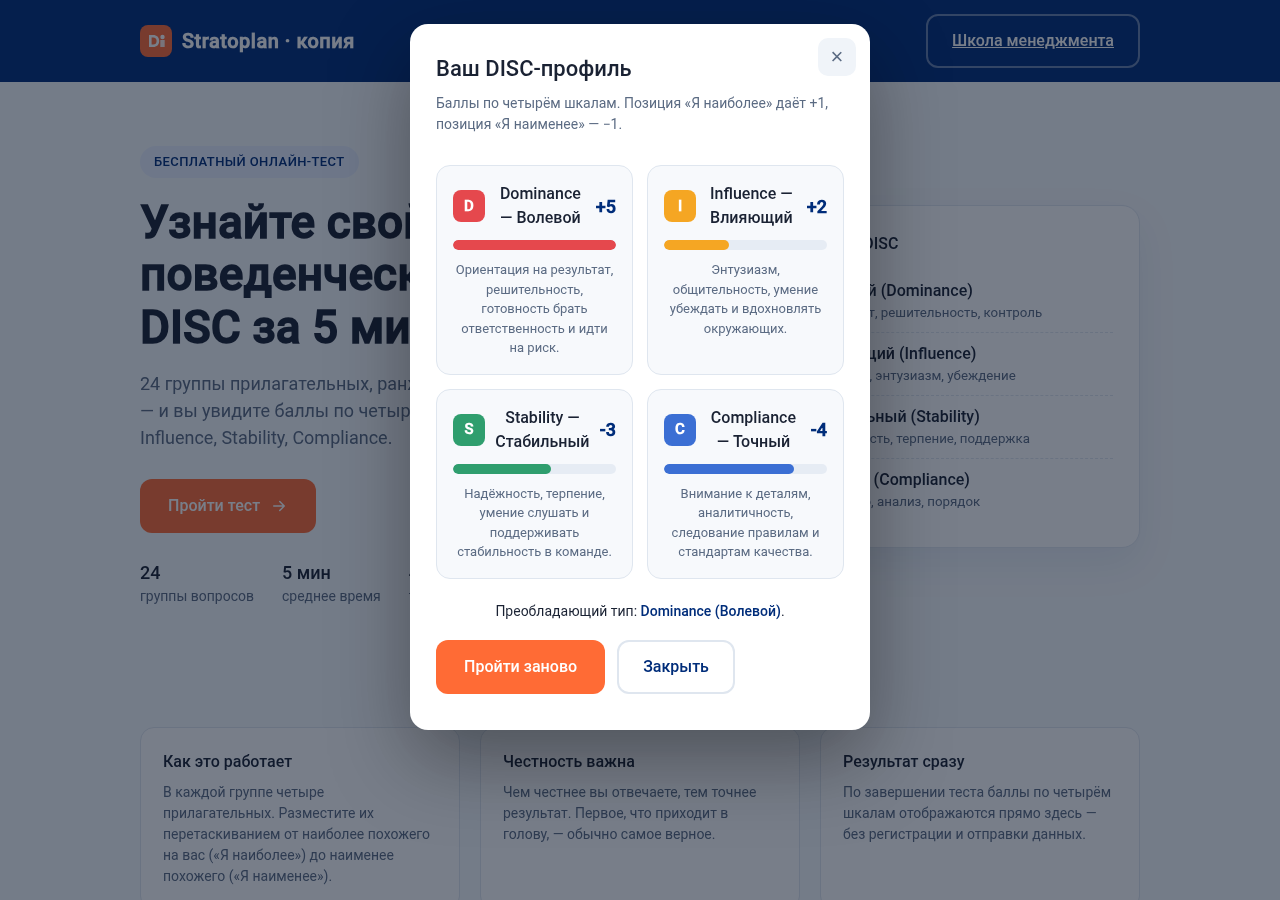 Di
Stratoplan · копия
Школа менеджмента
Ваш DISC-профиль
×
Баллы по четырём шкалам. Позиция «Я наиболее» даёт +1,
позиция «Я наименее» — −1.
D
Dominance
— Волевой
+5
Ориентация на результат,
решительность,
готовность брать
ответственность и идти
на риск.
I
Influence —
Влияющий
+2
Энтузиазм,
общительность, умение
убеждать и вдохновлять
окружающих.
S
Stability —
Стабильный
-3
Надёжность, терпение,
умение слушать и
поддерживать
стабильность в команде.
C
Compliance
— Точный
-4
Внимание к деталям,
аналитичность,
следование правилам и
стандартам качества.
Преобладающий тип: Dominance (Волевой).
Пройти заново
Закрыть
БЕСПЛАТНЫЙ ОНЛАЙН-ТЕСТ
Узнайте
DISC за 5
24 группы прилагательных,
— и вы увидите баллы по
Influence, Stability, Compliance.
Пройти тест →
24
группы вопросов
5 мин
среднее время
DISC
(Dominance)
решительность, контроль
(Influence)
энтузиазм, убеждение
(Stability)
терпение, поддержка
(Compliance)
анализ, порядок
Как это работает
В каждой группе четыре
прилагательных. Разместите их
перетаскиванием от наиболее похожего
на вас («Я наиболее») до наименее
похожего («Я наименее»).
Честность важна
Чем честнее вы отвечаете, тем точнее
результат. Первое, что приходит в
голову, — обычно самое верное.
Результат сразу
По завершении теста баллы по четырём
шкалам отображаются прямо здесь —
без регистрации и отправки данных.